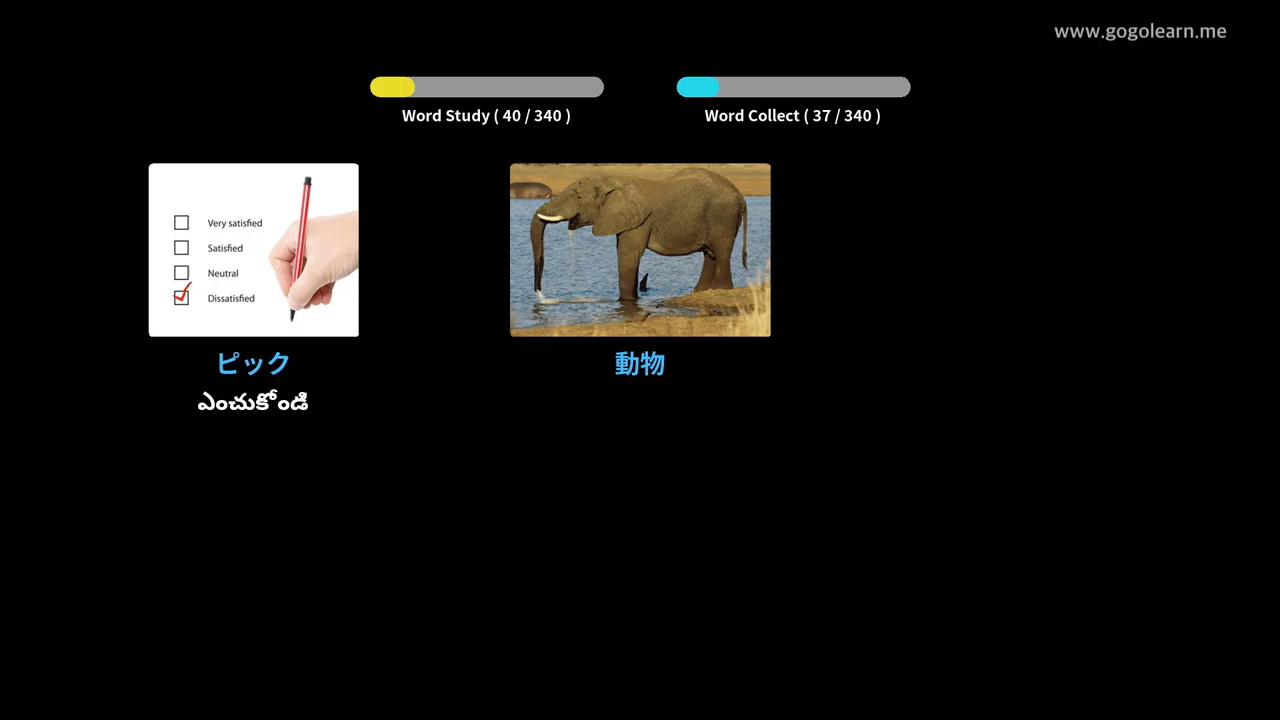 www.gogolearn.me
Word Study ( 40 / 340 )
Word Collect ( 37 / 340 )
Very satisfied
Satisfied
Neutral
Dissatisfied
ピック
動物
ఎంచుకోండి